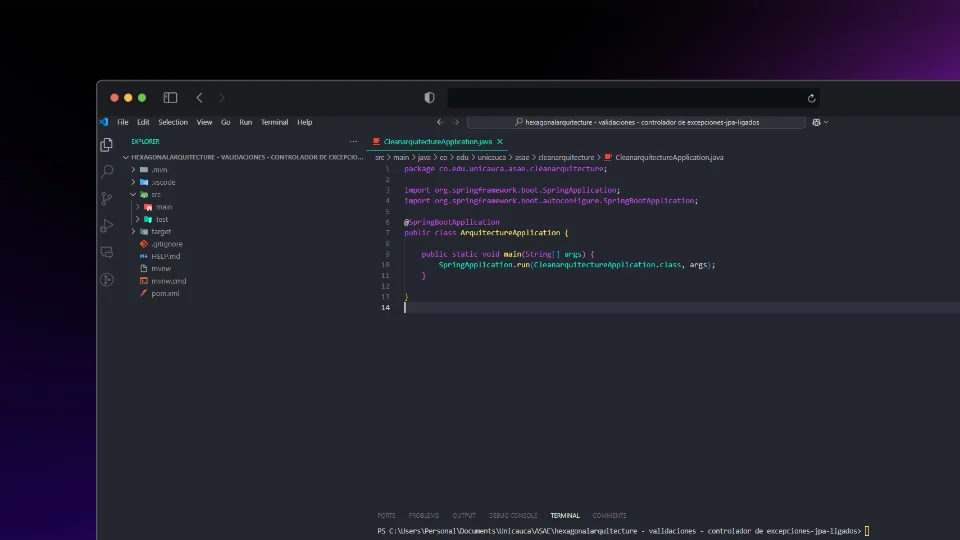 File Edit Selection View Go Run Terminal Help
hexagonalarquitecture - validaciones - controlador de excepciones-jpa-ligados
EXPLORER
HEXAGONALARQUITECTURE - VALIDACIONES - CONTROLADOR DE EXCEPCIO...
.mvn
.vscode
src
main
test
target
.gitignore
HELP.md
mvnw
mvnw.cmd
pom.xml
CleanarquitectureApplication.java
src > main > java > co > edu > unicauca > asae > cleanarquitecture > CleanarquitectureApplication.java
1 package co.edu.unicauca.asae.cleanarquitecture;
2
3 import org.springframework.boot.SpringApplication;
4 import org.springframework.boot.autoconfigure.SpringBootApplication;
5
6 @SpringBootApplication
7 public class ArquitectureApplication {
8
9 public static void main(String[] args) {
10 SpringApplication.run(CleanarquitectureApplication.class, args);
11 }
12
13 }
14
PORTS PROBLEMS OUTPUT DEBUG CONSOLE TERMINAL COMMENTS
PS C:\Users\Personal\Documents\Unicauca\ASAE\hexagonalarquitecture - validaciones - controlador de excepciones-jpa-ligados>